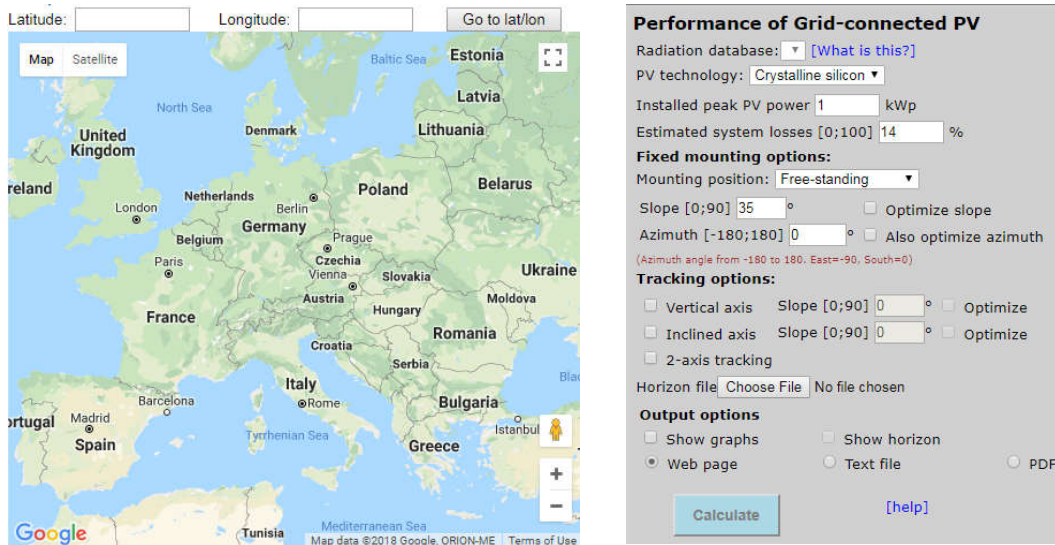 Latitude:
Longitude:
Go to lat/lon
Map Satellite
Baltic Sea
Estonia
North Sea
Latvia
Denmark
Lithuania
United
Kingdom
reland
Netherlands
Poland
Belarus
London
Berlin
Germany
Belgium
Prague
Paris
Czechia
Vienna
Slovakia
Ukraine
Austria
Moldova
France
Hungary
Romania
Croatia
Serbia
Italy
Barcelona
Rome
Bulgaria
Bla
ortugal
Madrid
Spain
Tyrrhenian Sea
Istanbul
Greece
+
−
Google
Tunisia
Mediterranean Sea
Map data ©2018 Google, ORION-ME Terms of Use
Performance of Grid-connected PV
Radiation database: [What is this?]
PV technology: Crystalline silicon
Installed peak PV power 1 kWp
Estimated system losses [0;100] 14 %
Fixed mounting options:
Mounting position: Free-standing
Slope [0;90] 35 º Optimize slope
Azimuth [-180;180] 0 º Also optimize azimuth
(Azimuth angle from -180 to 180. East=-90, South=0)
Tracking options:
Vertical axis Slope [0;90] 0 º Optimize
Inclined axis Slope [0;90] 0 º Optimize
2-axis tracking
Horizon file Choose File No file chosen
Output options
Show graphs Show horizon
Web page Text file PDF
Calculate [help]